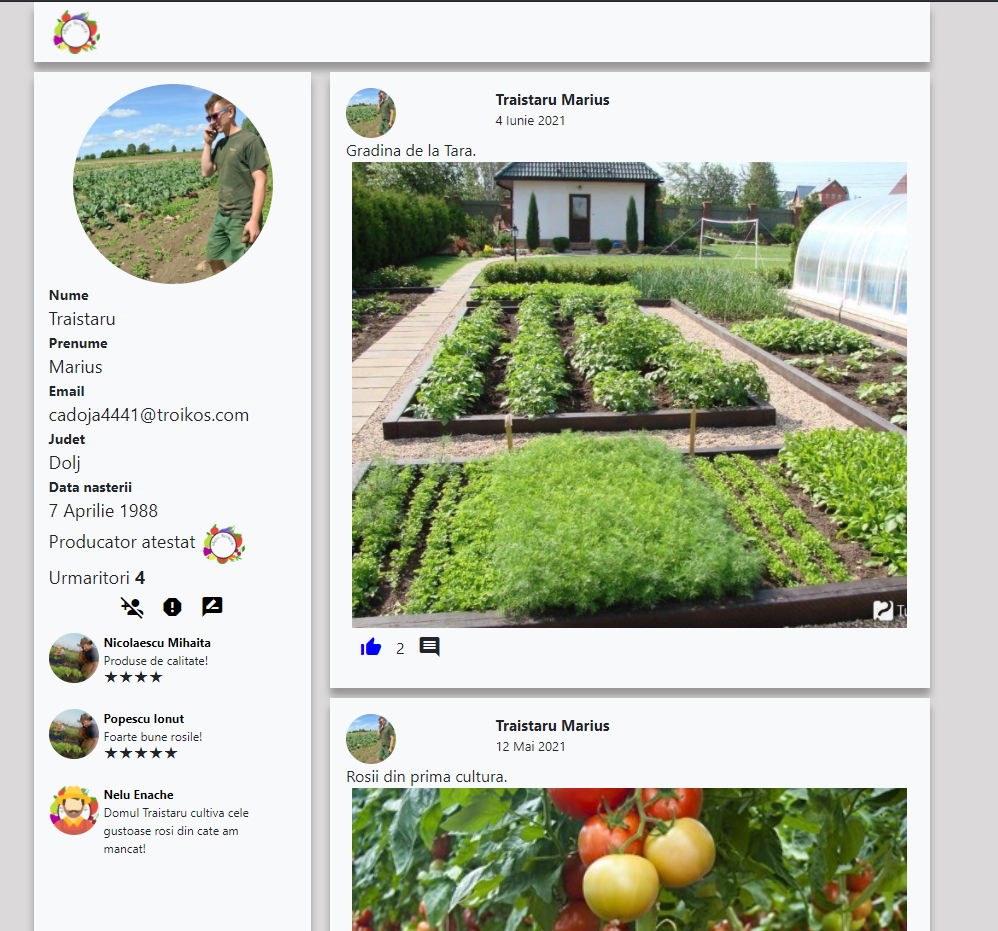 Nume
Traistaru
Prenume
Marius
Email
cadoja4441@troikos.com
Judet
Dolj
Data nasterii
7 Aprilie 1988
Producator atestat
Urmaritori 4
Nicolaescu Mihaita
Produse de calitate!
★★★★
Popescu Ionut
Foarte bune rosile!
★★★★★
Nelu Enache
Domul Traistaru cultiva cele
gustoase rosi din cate am
mancat!
Traistaru Marius
4 Iunie 2021
Gradina de la Tara.
2
Traistaru Marius
12 Mai 2021
Rosii din prima cultura.